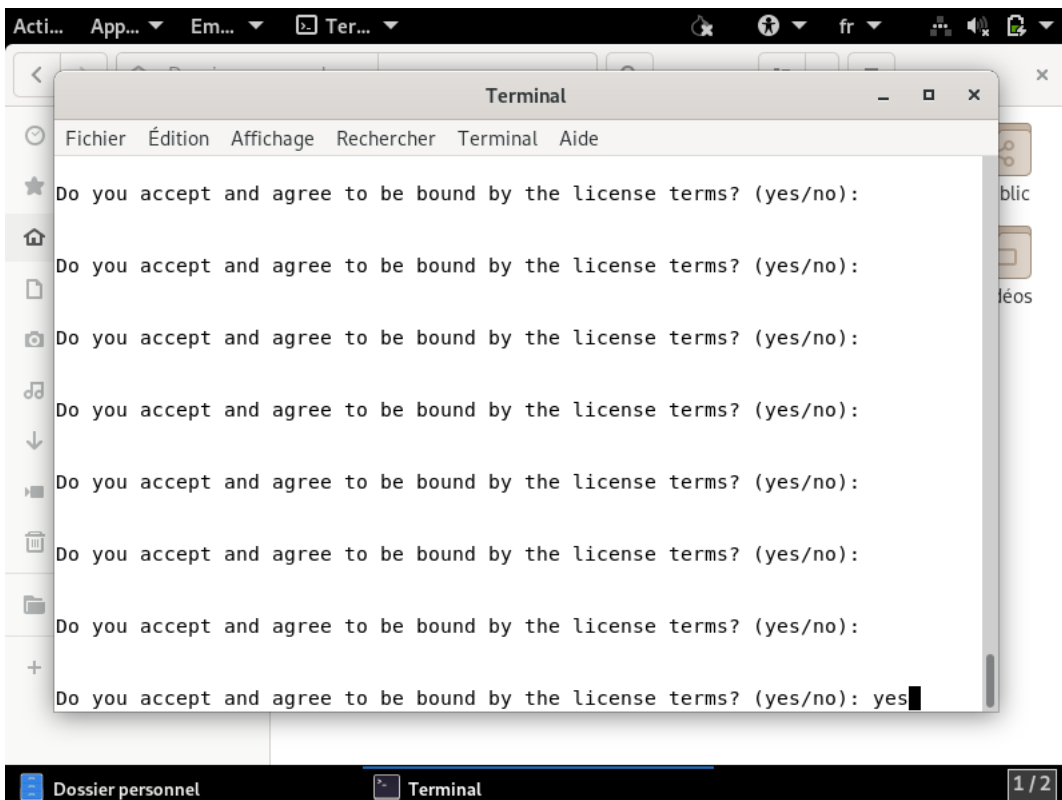 Acti... App... Em... Ter... fr
Terminal
Fichier Édition Affichage Rechercher Terminal Aide
Do you accept and agree to be bound by the license terms? (yes/no):
Do you accept and agree to be bound by the license terms? (yes/no):
Do you accept and agree to be bound by the license terms? (yes/no):
Do you accept and agree to be bound by the license terms? (yes/no):
Do you accept and agree to be bound by the license terms? (yes/no):
Do you accept and agree to be bound by the license terms? (yes/no):
Do you accept and agree to be bound by the license terms? (yes/no):
Do you accept and agree to be bound by the license terms? (yes/no): yes
blic
déos
Dossier personnel Terminal 1/2